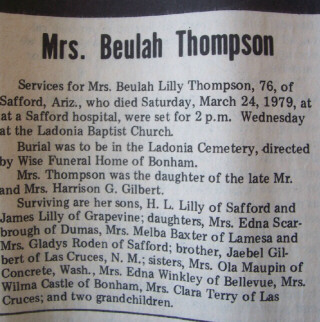 Mrs. Beulah Thompson
Services for Mrs. Beulah Lilly Thompson, 76, of
Safford, Ariz., who died Saturday, March 24, 1979, at
at a Safford hospital, were set for 2 p.m. Wednesday
at the Ladonia Baptist Church.
Burial was to be in the Ladonia Cemetery, directed
by Wise Funeral Home of Bonham.
Mrs. Thompson was the daughter of the late Mr.
and Mrs. Harrison G. Gilbert.
Surviving are her sons, H. L. Lilly of Safford and
James Lilly of Grapevine; daughters, Mrs. Edna Scar-
brough of Dumas, Mrs. Melba Baxter of Lamesa and
Mrs. Gladys Roden of Safford; brother, Jaebel Gil-
bert of Las Cruces, N. M.; sisters, Mrs. Ola Maupin of
Concrete, Wash., Mrs. Edna Winkley of Bellevue, Mrs.
Wilma Castle of Bonham, Mrs. Clara Terry of Las
Cruces; and two grandchildren.